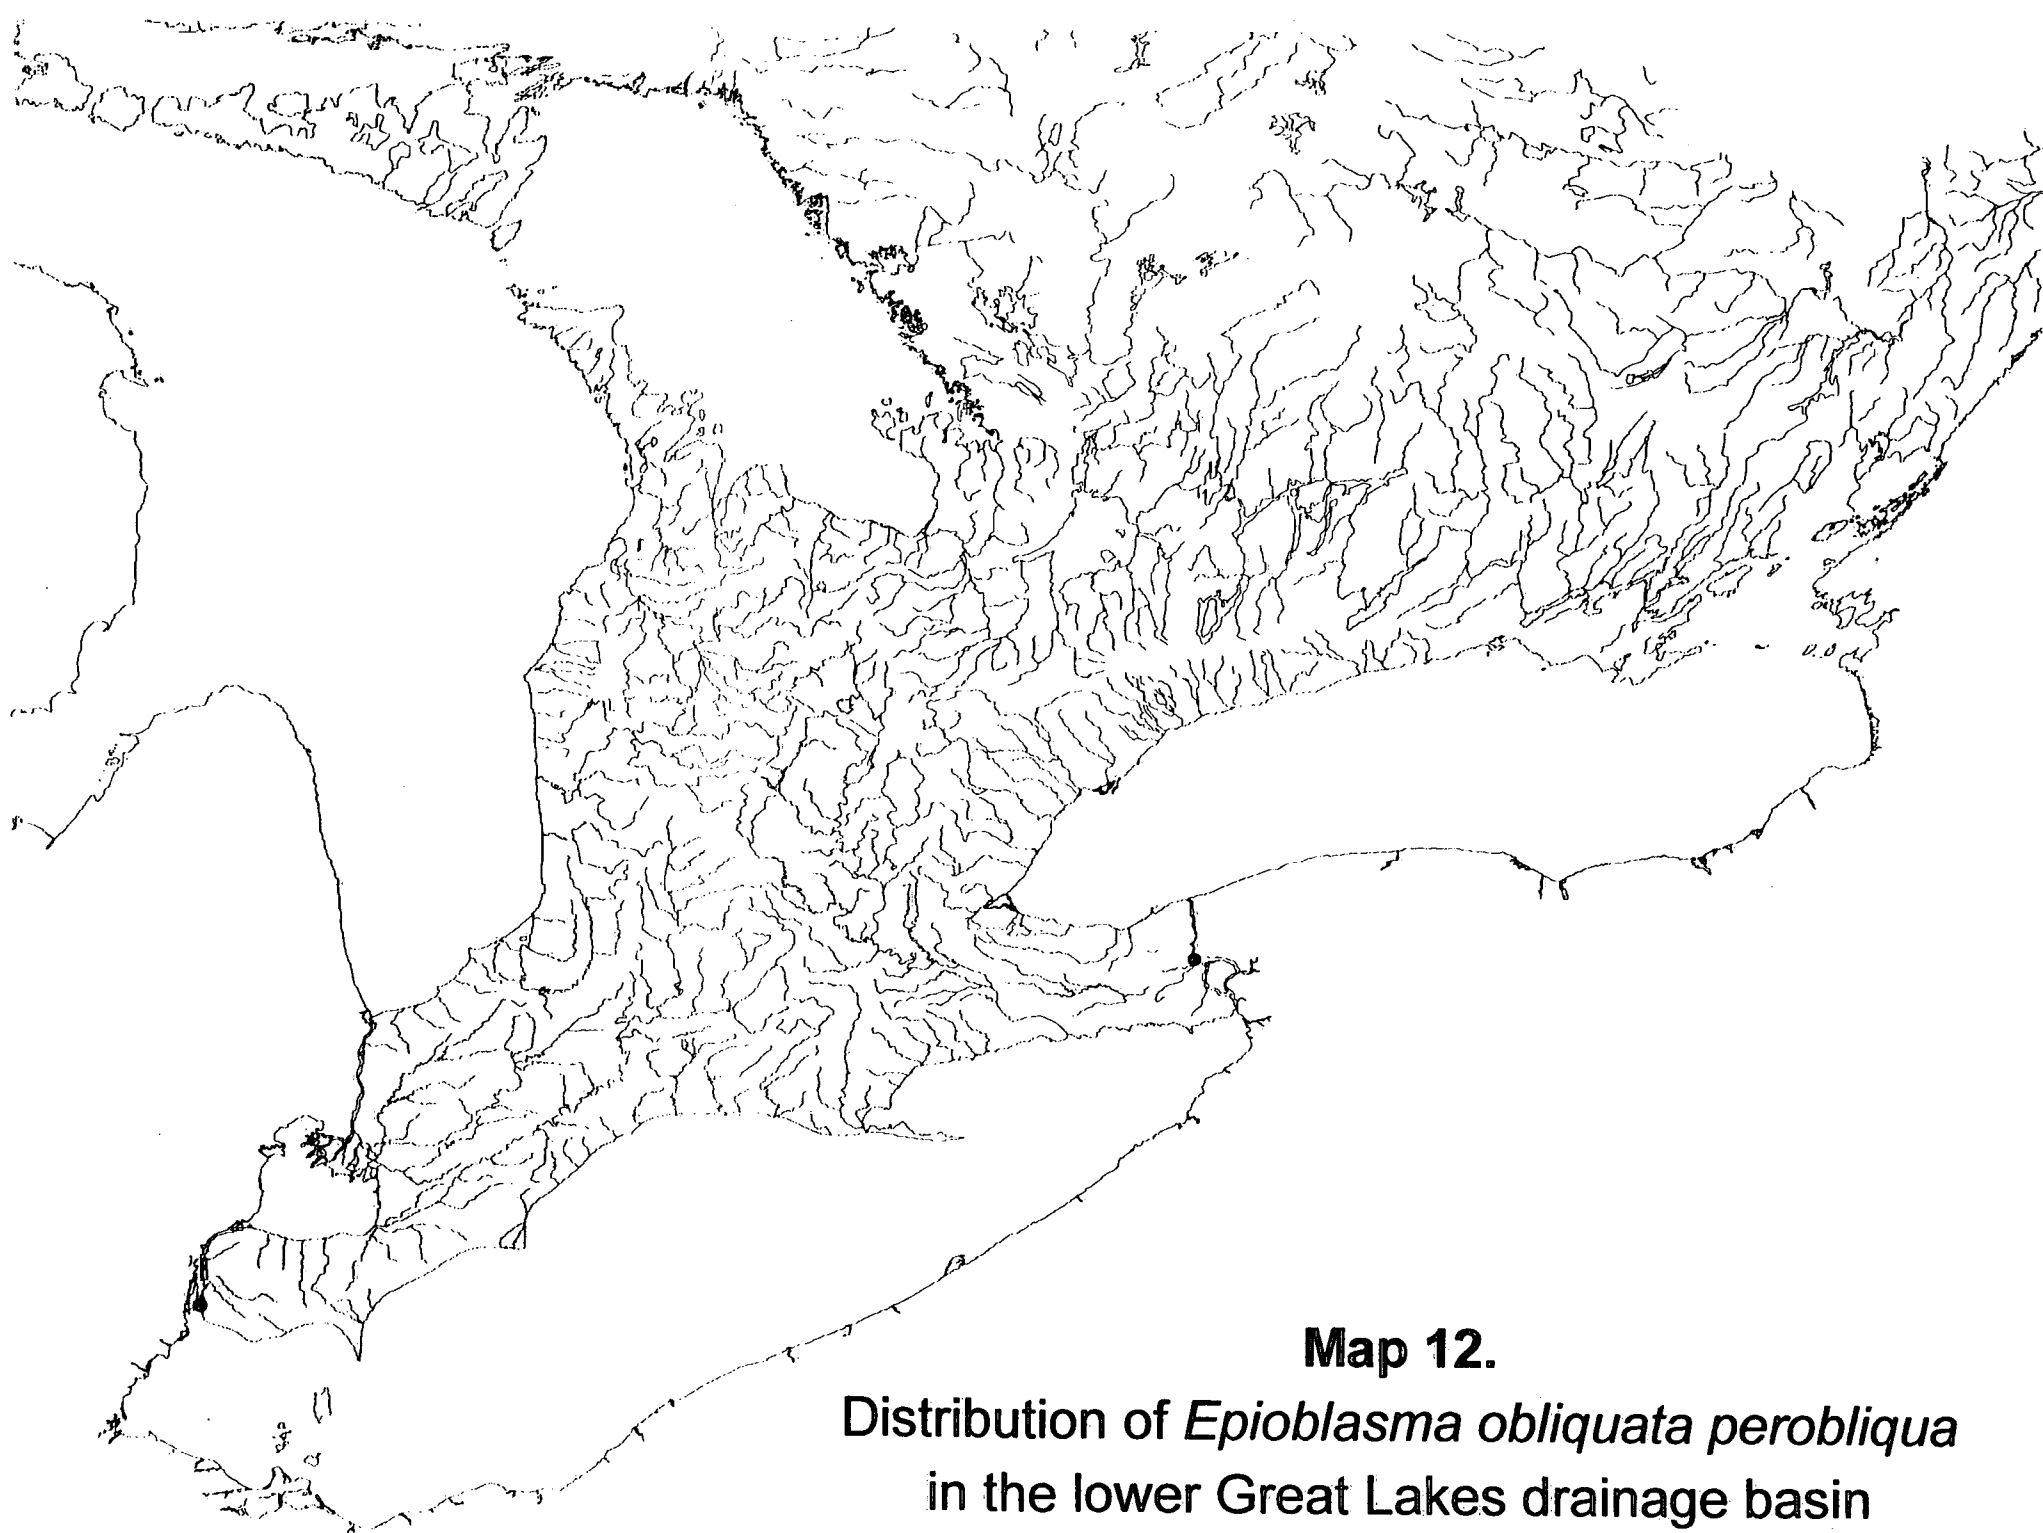 Map 12.
Distribution of Epioblasma obliquata perobliqua
in the lower Great Lakes drainage basin